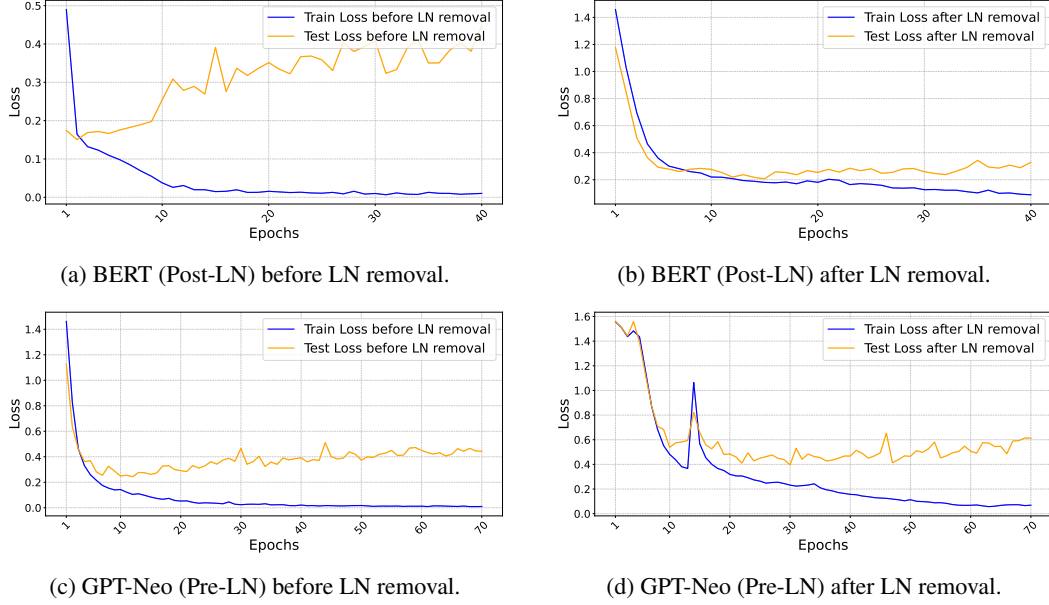 0.5
0.4
0.3
0.2
0.1
0.0
Loss
Train Loss before LN removal
Test Loss before LN removal
1
10
20
30
40
Epochs
(a) BERT (Post-LN) before LN removal.
1.4
1.2
1.0
0.8
0.6
0.4
0.2
Loss
Train Loss after LN removal
Test Loss after LN removal
1
10
20
30
40
Epochs
(b) BERT (Post-LN) after LN removal.
1.4
1.2
1.0
0.8
0.6
0.4
0.2
0.0
Loss
Train Loss before LN removal
Test Loss before LN removal
1
10
20
30
40
50
60
70
Epochs
(c) GPT-Neo (Pre-LN) before LN removal.
1.6
1.4
1.2
1.0
0.8
0.6
0.4
0.2
0.0
Loss
Train Loss after LN removal
Test Loss after LN removal
1
10
20
30
40
50
60
70
Epochs
(d) GPT-Neo (Pre-LN) after LN removal.